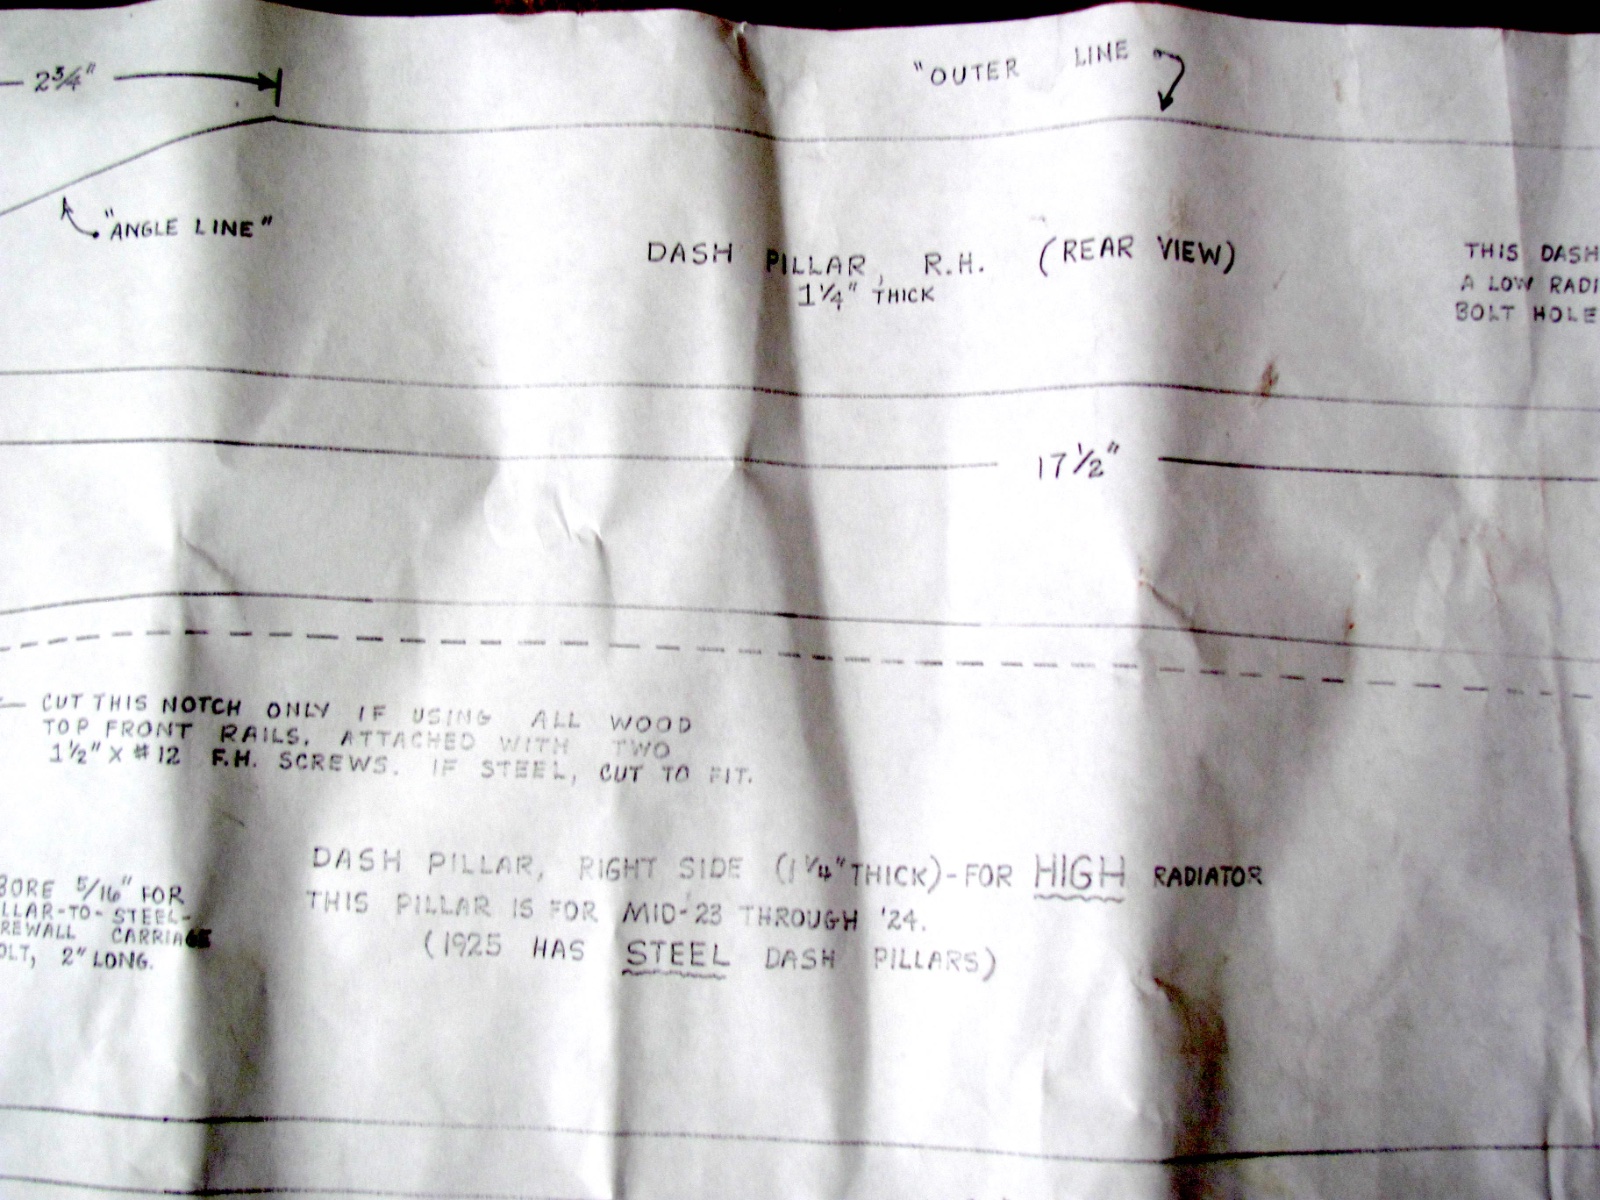 2¾"
"OUTER LINE
"ANGLE LINE"
DASH PILLAR, R.H. (REAR VIEW)
1¼" THICK
THIS DASH
A LOW RADI
BOLT HOLE
17½"
CUT THIS NOTCH ONLY IF USING ALL WOOD
TOP FRONT RAILS. ATTACHED WITH TWO
1½" X #12 F.H. SCREWS. IF STEEL, CUT TO FIT.
DASH PILLAR, RIGHT SIDE (1¼" THICK)-FOR HIGH RADIATOR
THIS PILLAR IS FOR MID-'23 THROUGH '24.
(1925 HAS STEEL DASH PILLARS)
BORE 5/16" FOR
LLAR-TO-STEEL-
REWALL CARRIAGE
OLT, 2" LONG.